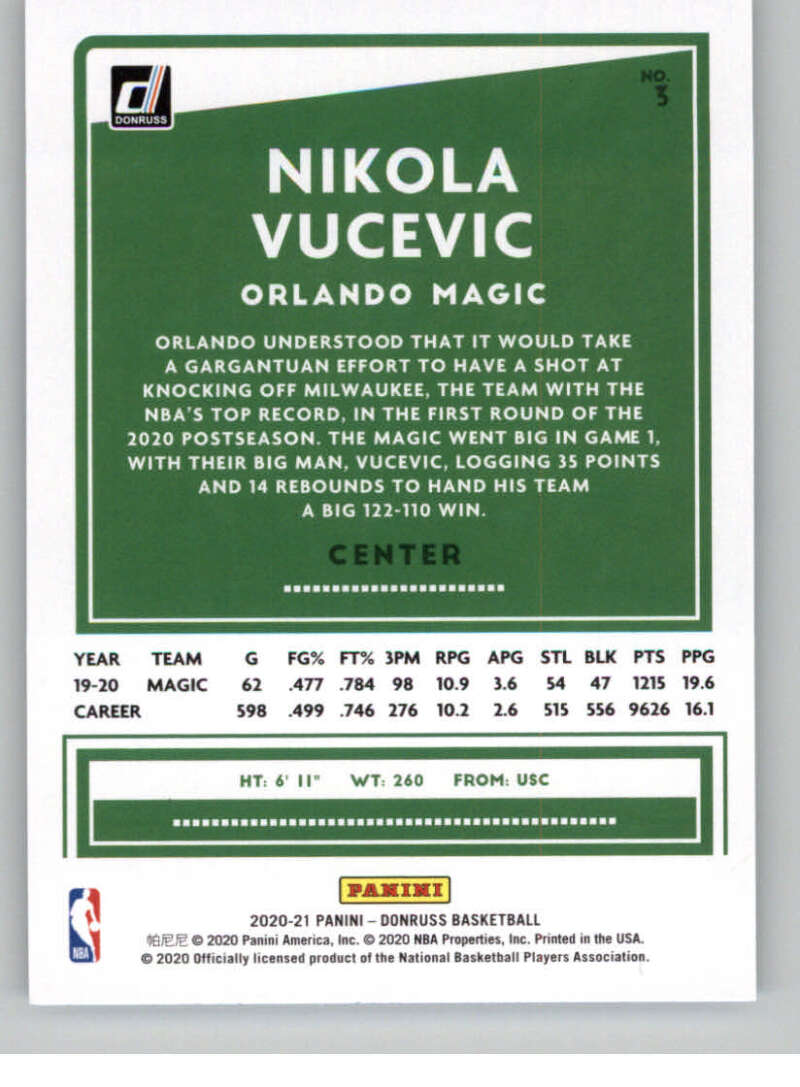 DONRUSS
NO.
3
NIKOLA
VUCEVIC
ORLANDO MAGIC
ORLANDO UNDERSTOOD THAT IT WOULD TAKE
A GARGANTUAN EFFORT TO HAVE A SHOT AT
KNOCKING OFF MILWAUKEE, THE TEAM WITH THE
NBA'S TOP RECORD, IN THE FIRST ROUND OF THE
2020 POSTSEASON. THE MAGIC WENT BIG IN GAME 1,
WITH THEIR BIG MAN, VUCEVIC, LOGGING 35 POINTS
AND 14 REBOUNDS TO HAND HIS TEAM
A BIG 122-110 WIN.
CENTER
YEAR TEAM G FG% FT% 3PM RPG APG STL BLK PTS PPG
19-20 MAGIC 62 .477 .784 98 10.9 3.6 54 47 1215 19.6
CAREER 598 .499 .746 276 10.2 2.6 515 556 9626 16.1
HT: 6' 11" WT: 260 FROM: USC
PANINI
2020-21 PANINI – DONRUSS BASKETBALL
帕尼尼 © 2020 Panini America, Inc. © 2020 NBA Properties, Inc. Printed in the USA.
© 2020 Officially licensed product of the National Basketball Players Association.
NBA